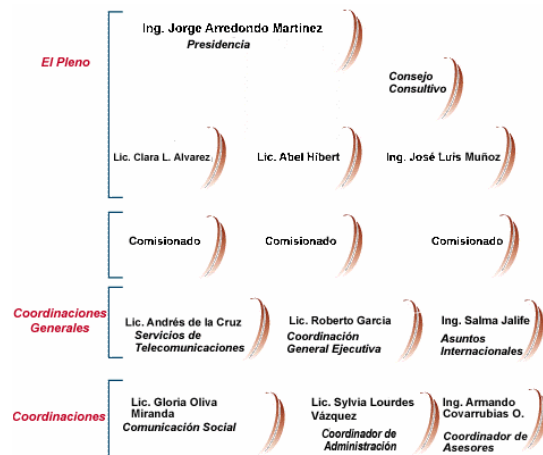 Ing. Jorge Arredondo Martinez
Presidencia
El Pleno
Consejo
Consultivo
Lic. Clara L. Alvarez
Lic. Abel Hibert
Ing. José Luis Muñoz
Comisionado
Comisionado
Comisionado
Coordinaciones
Generales
Lic. Andrés de la Cruz
Servicios de
Telecomunicaciones
Lic. Roberto Garcia
Coordinación
General Ejecutiva
Ing. Salma Jalife
Asuntos
Internacionales
Coordinaciones
Lic. Gloria Oliva
Miranda
Comunicación Social
Lic. Sylvia Lourdes
Vázquez
Coordinador de
Administración
Ing. Armando
Covarrubias O.
Coordinador de
Asesores